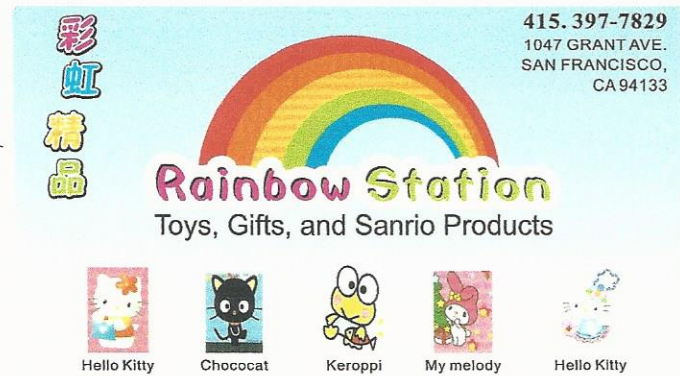 彩
虹
精
品
415.397-7829
1047 GRANT AVE.
SAN FRANCISCO,
CA 94133
Rainbow Station
Toys, Gifts, and Sanrio Products
Hello Kitty
Chococat
Keroppi
My melody
Hello Kitty